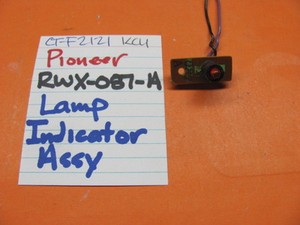 CFF2121 KCU
Pioneer
RWX-087-A
Lamp
Indicator
Assy